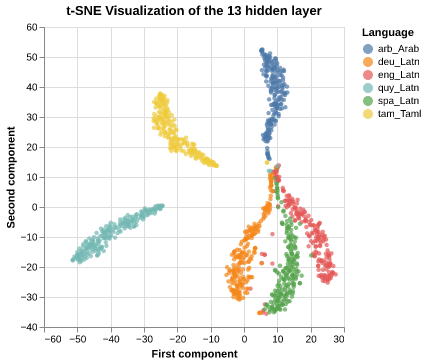 t-SNE Visualization of the 13 hidden layer
Language
arb_Arab
deu_Latn
eng_Latn
quy_Latn
spa_Latn
tam_Taml
Second component
60
50
40
30
20
10
0
−10
−20
−30
−40
−60 −50 −40 −30 −20 −10 0 10 20 30
First component